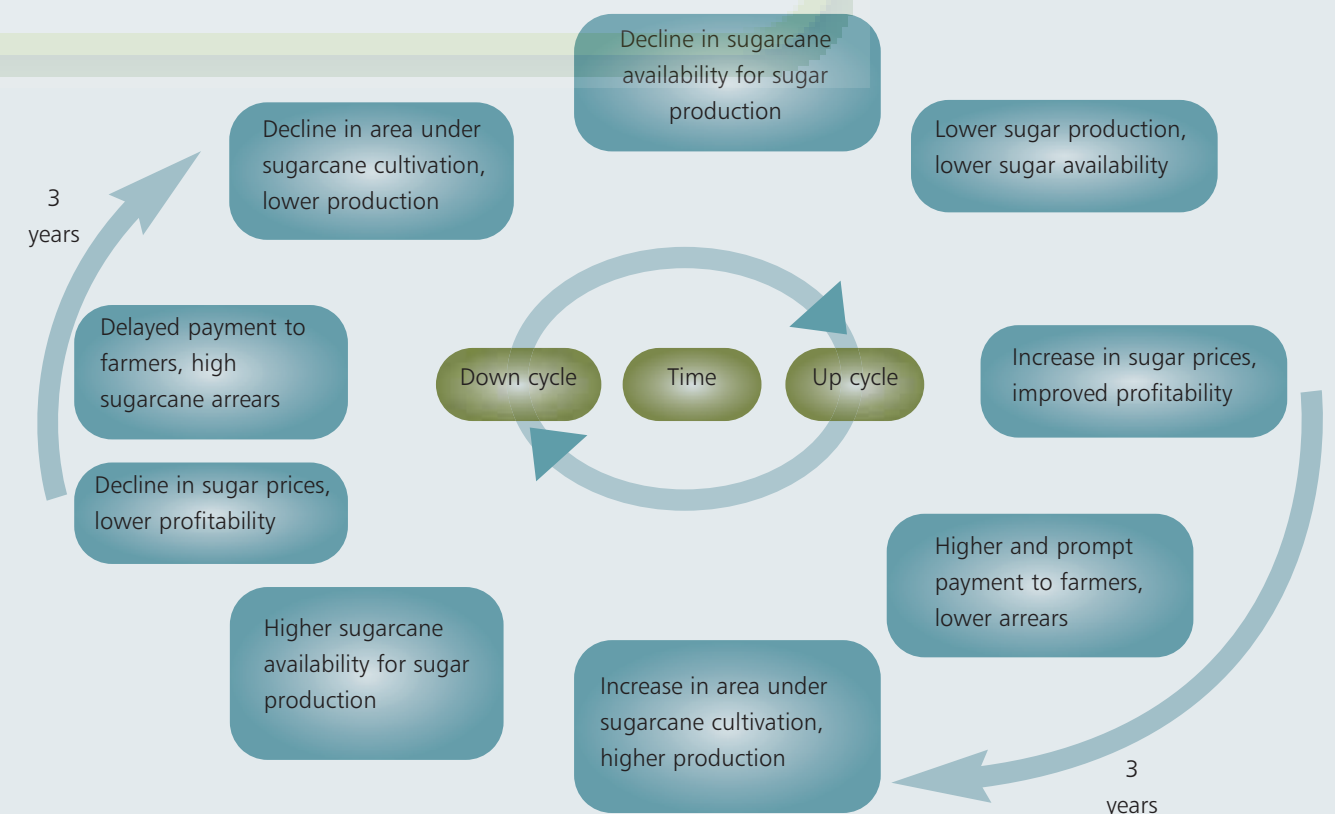 Decline in sugarcane
availability for sugar
production
Lower sugar production,
lower sugar availability
Increase in sugar prices,
improved profitability
Higher and prompt
payment to farmers,
lower arrears
3
years
Increase in area under
sugarcane cultivation,
higher production
Higher sugarcane
availability for sugar
production
Decline in sugar prices,
lower profitability
Delayed payment to
farmers, high
sugarcane arrears
3
years
Decline in area under
sugarcane cultivation,
lower production
Down cycle
Time
Up cycle